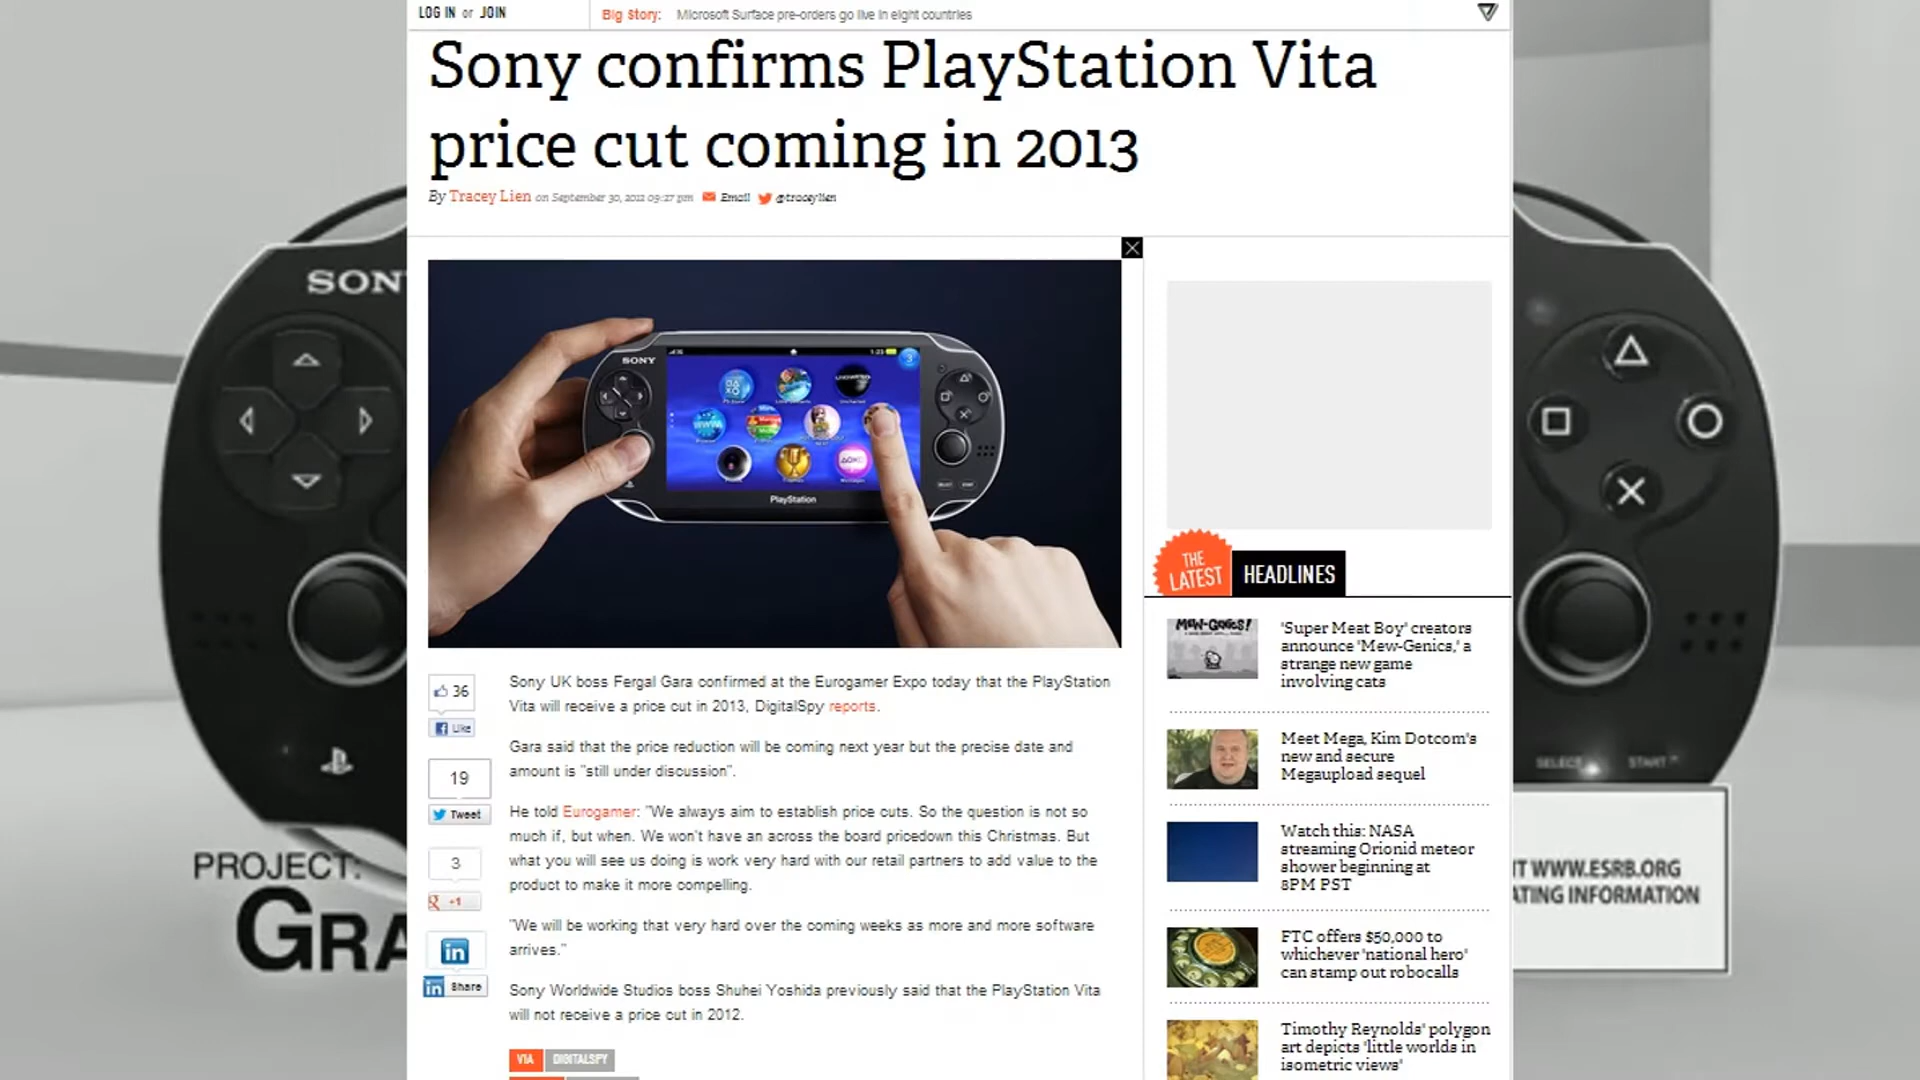 LOG IN or JOIN
Big Story: Microsoft Surface pre-orders go live in eight countries
Sony confirms PlayStation Vita
price cut coming in 2013
By Tracey Lien on September 30, 2012 09:27 pm Email @traceylien
SONY
PlayStation
SON
36
Like
19
Tweet
3
+1
in
in Share
Sony UK boss Fergal Gara confirmed at the Eurogamer Expo today that the PlayStation
Vita will receive a price cut in 2013, DigitalSpy reports.
Gara said that the price reduction will be coming next year but the precise date and
amount is "still under discussion".
He told Eurogamer: "We always aim to establish price cuts. So the question is not so
much if, but when. We won't have an across the board pricedown this Christmas. But
what you will see us doing is work very hard with our retail partners to add value to the
product to make it more compelling.
"We will be working that very hard over the coming weeks as more and more software
arrives."
Sony Worldwide Studios boss Shuhei Yoshida previously said that the PlayStation Vita
will not receive a price cut in 2012.
VIA DIGITALSPY
THE
LATEST
HEADLINES
MEW-GENICS!
'Super Meat Boy' creators
announce 'Mew-Genics,' a
strange new game
involving cats
Meet Mega, Kim Dotcom's
new and secure
Megaupload sequel
Watch this: NASA
streaming Orionid meteor
shower beginning at
8PM PST
FTC offers $50,000 to
whichever 'national hero'
can stamp out robocalls
Timothy Reynolds' polygon
art depicts 'little worlds in
isometric views'
PROJECT:
GRA
SELECT START
IT WWW.ESRB.ORG
ATING INFORMATION